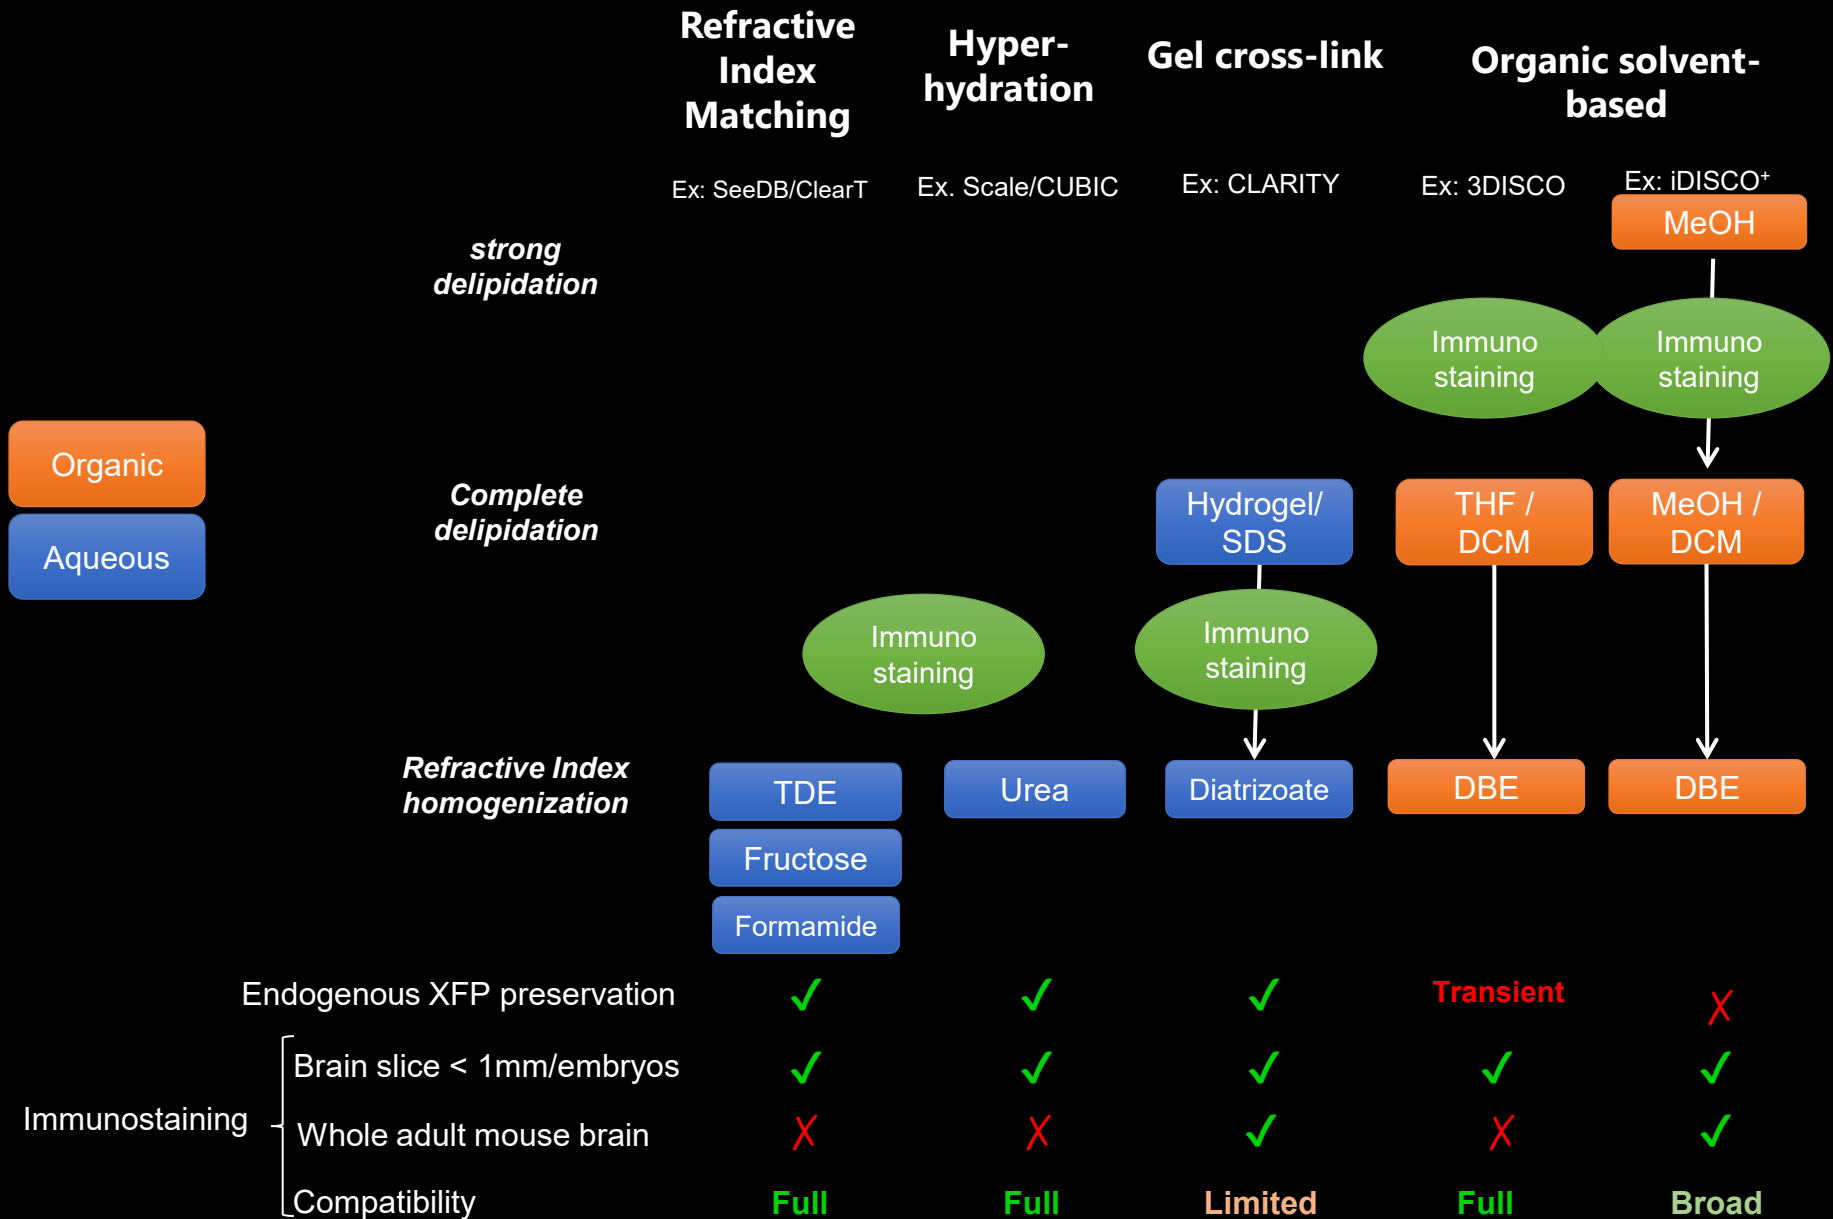 Refractive
Index
Matching
Hyper-
hydration
Gel cross-link
Organic solvent-
based
Ex: SeeDB/ClearT
Ex. Scale/CUBIC
Ex: CLARITY
Ex: 3DISCO
Ex: iDISCO⁺
MeOH
strong
delipidation
Immuno
staining
Immuno
staining
Organic
Aqueous
Complete
delipidation
Hydrogel/
SDS
THF /
DCM
MeOH /
DCM
Immuno
staining
Immuno
staining
Refractive Index
homogenization
TDE
Urea
Diatrizoate
DBE
DBE
Fructose
Formamide
Endogenous XFP preservation ✓ ✓ ✓ Transient ✗
Brain slice < 1mm/embryos ✓ ✓ ✓ ✓ ✓
Immunostaining
Whole adult mouse brain ✗ ✗ ✓ ✗ ✓
Compatibility Full Full Limited Full Broad